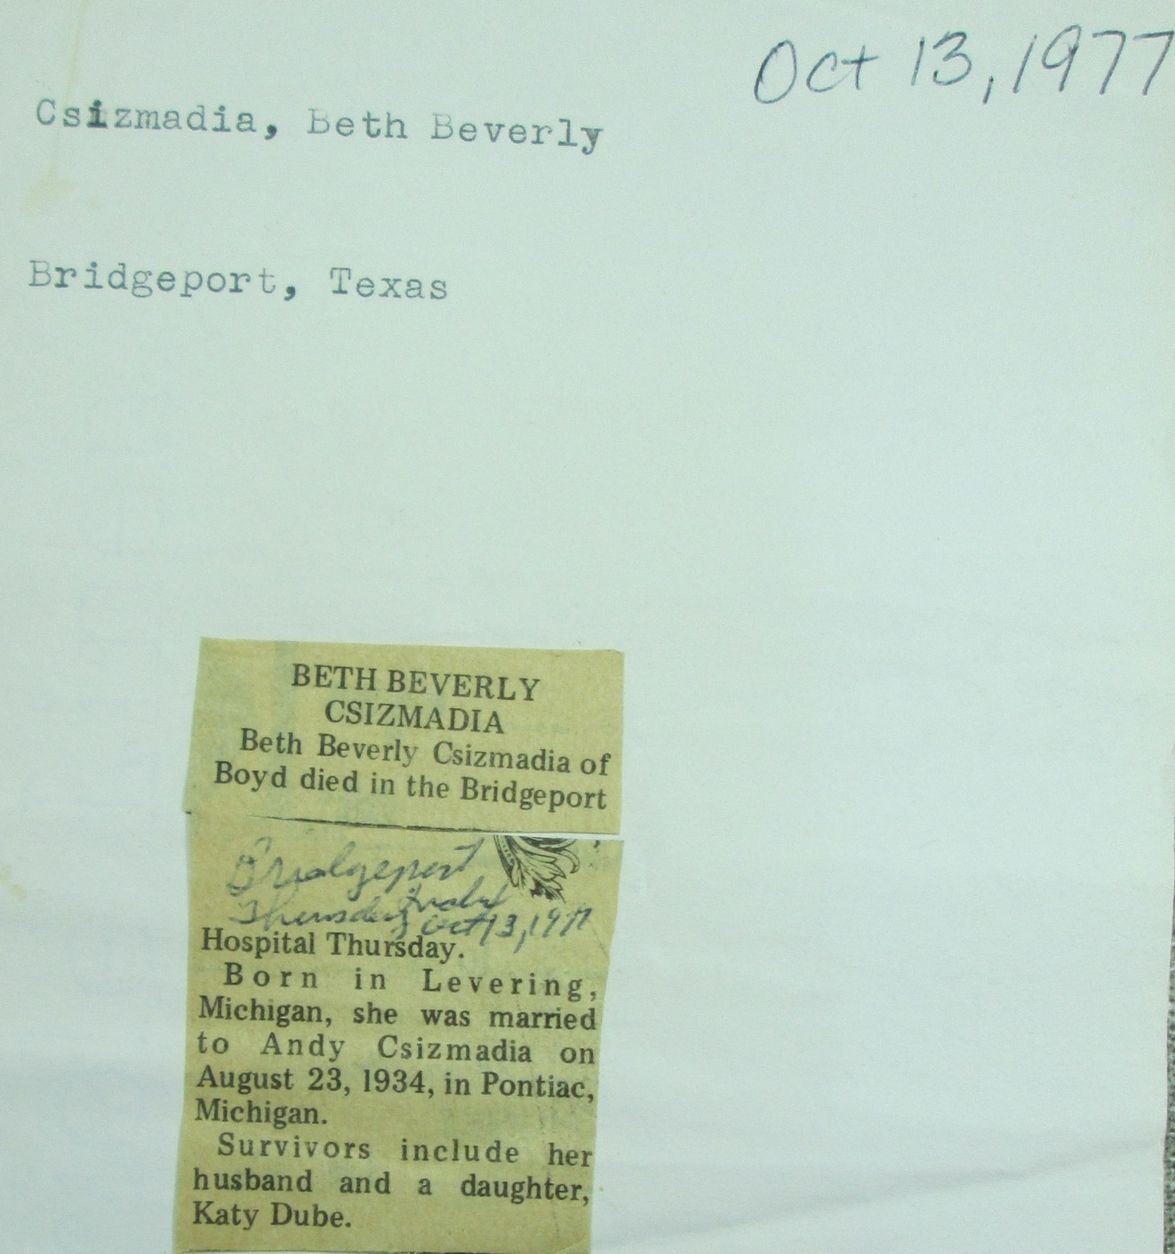 Oct 13, 1977
Csizmadia, Beth Beverly
Bridgeport, Texas
BETH BEVERLY
CSIZMADIA
Beth Beverly Csizmadia of
Boyd died in the Bridgeport
Bridgeport
Index
Thursday Oct 13, 1977
Hospital Thursday.
Born in Levering,
Michigan, she was married
to Andy Csizmadia on
August 23, 1934, in Pontiac,
Michigan.
Survivors include her
husband and a daughter,
Katy Dube.